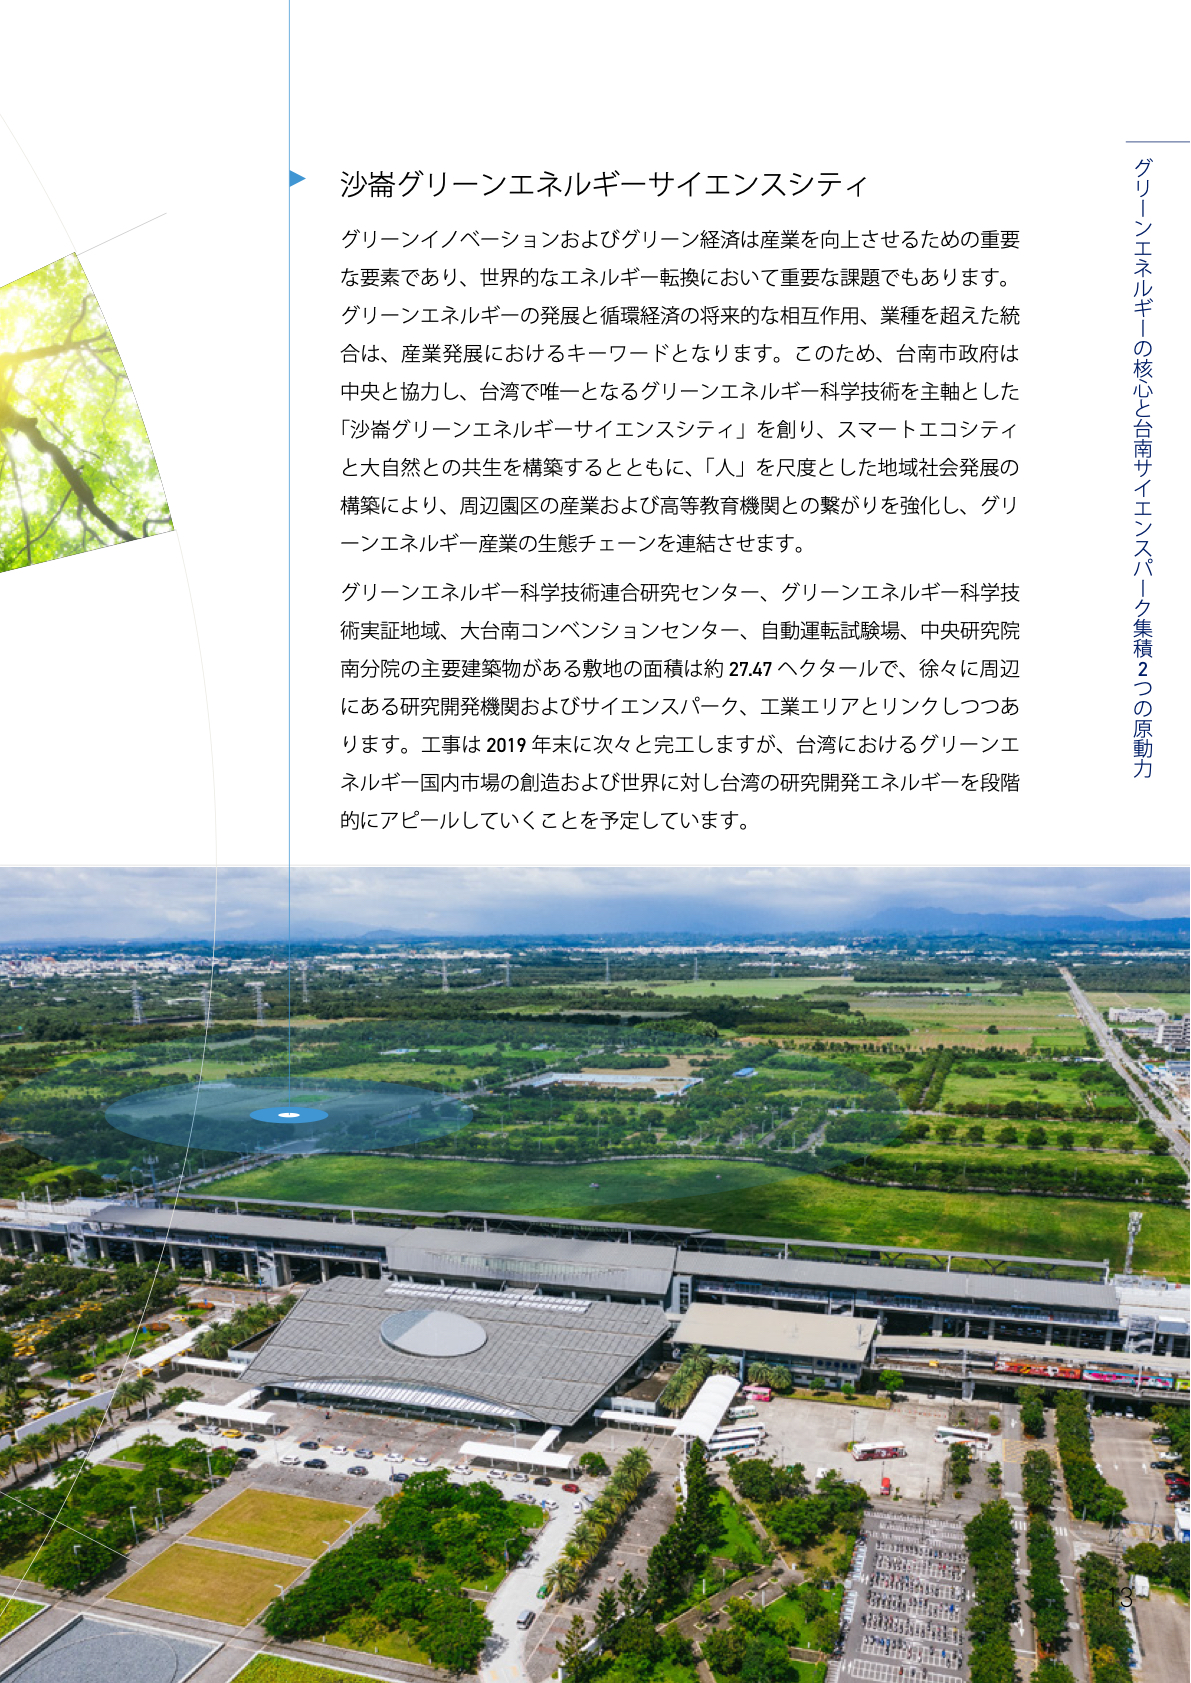 沙崙グリーンエネルギーサイエンスシティ
グリーンイノベーションおよびグリーン経済は産業を向上させるための重要
な要素であり、世界的なエネルギー転換において重要な課題でもあります。
グリーンエネルギーの発展と循環経済の将来的な相互作用、業種を超えた統
合は、産業発展におけるキーワードとなります。このため、台南市政府は
中央と協力し、台湾で唯一となるグリーンエネルギー科学技術を主軸とした
「沙崙グリーンエネルギーサイエンスシティ」を創り、スマートエコシティ
と大自然との共生を構築するとともに、「人」を尺度とした地域社会発展の
構築により、周辺園区の産業および高等教育機関との繋がりを強化し、グリ
ーンエネルギー産業の生態チェーンを連結させます。
グリーンエネルギー科学技術連合研究センター、グリーンエネルギー科学技
術実証地域、大台南コンベンションセンター、自動運転試験場、中央研究院
南分院の主要建築物がある敷地の面積は約 27.47 ヘクタールで、徐々に周辺
にある研究開発機関およびサイエンスパーク、工業エリアとリンクしつつあ
ります。工事は 2019 年末に次々と完工しますが、台湾におけるグリーンエ
ネルギー国内市場の創造および世界に対し台湾の研究開発エネルギーを段階
的にアピールしていくことを予定しています。
グリーンエネルギーの核心と台南サイエンスパーク集積 2 つの原動力
13